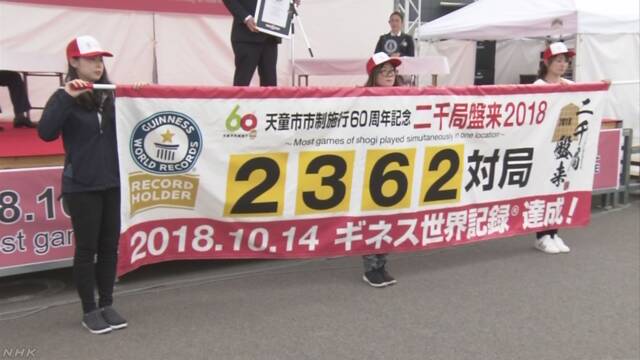 GUINNESS
WORLD
RECORDS
RECORD
HOLDER
60
天童市市制施行60周年記念 二千局盤来2018
～Most games of shogi played simultaneously in one location～
2362対局
2018.10.14 ギネス世界記録® 達成!
二千局
盤来
8.10
est gam
NHK